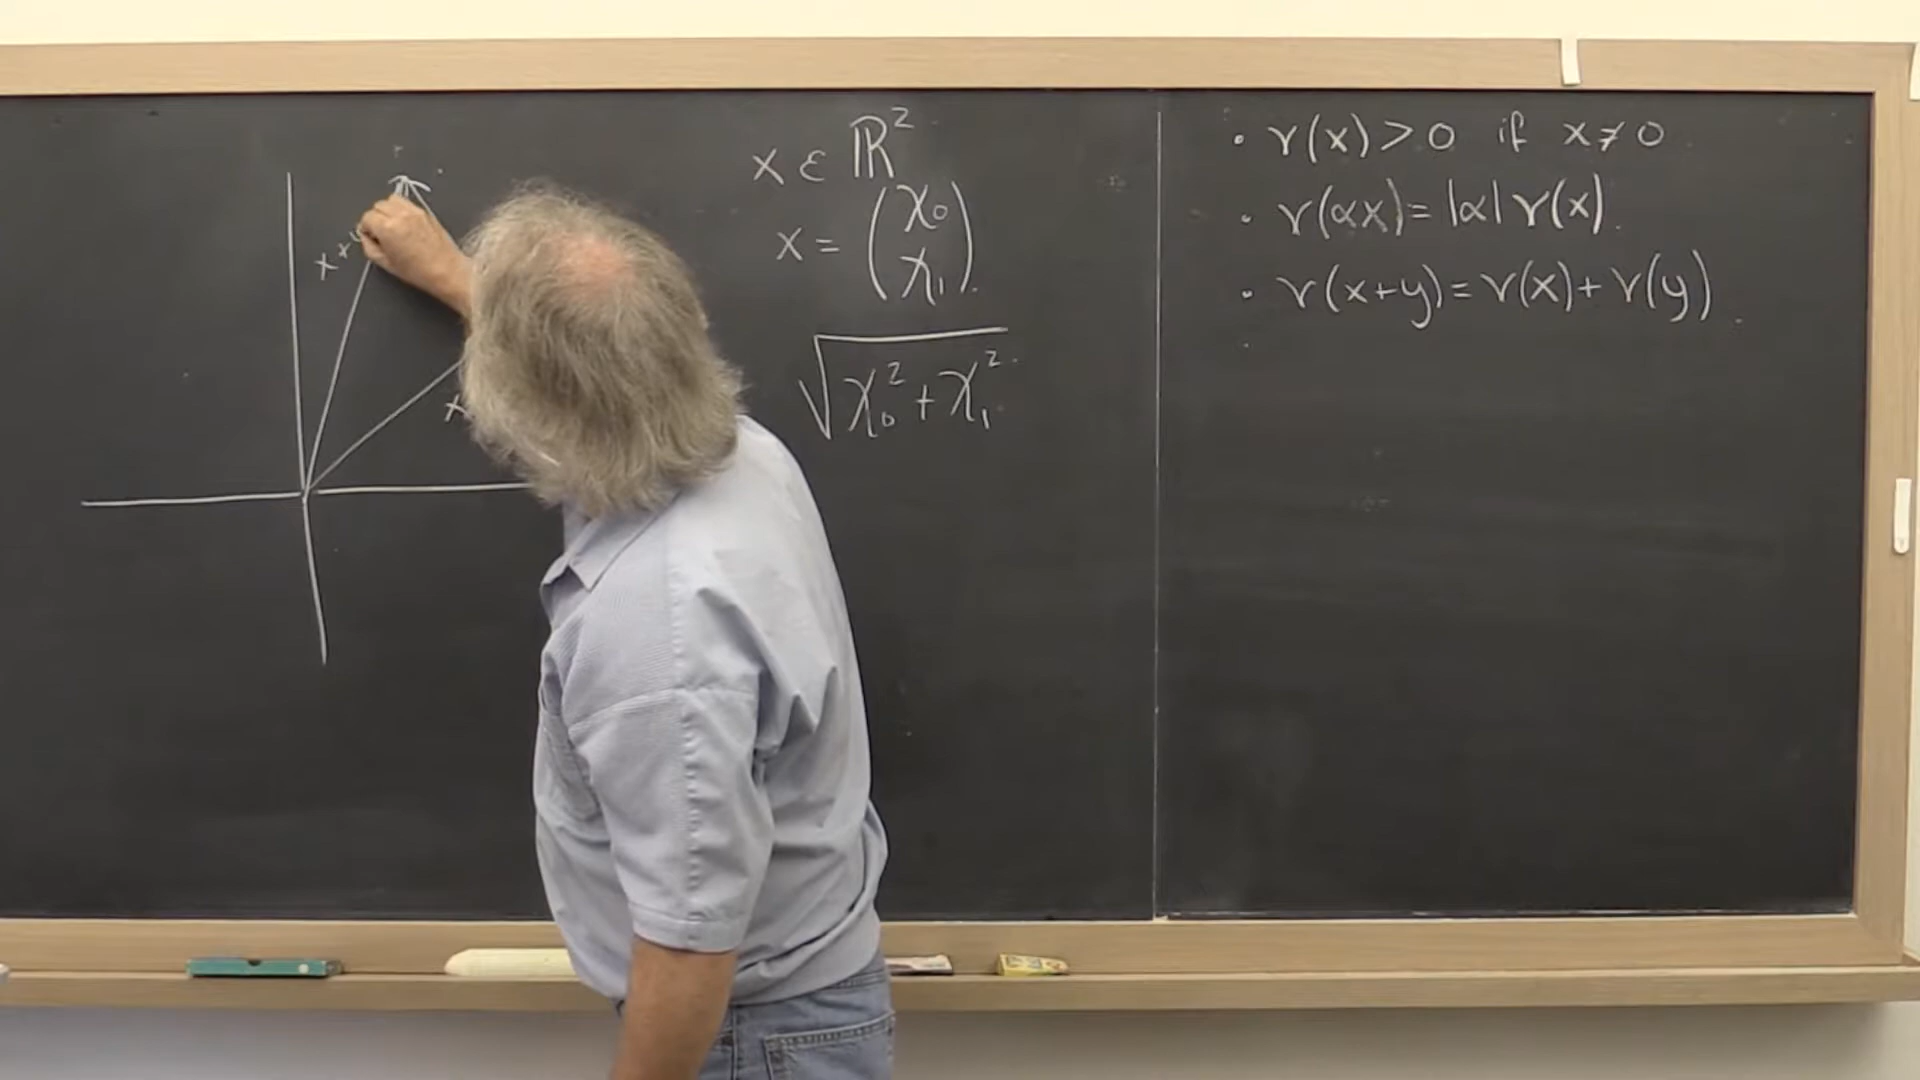 x+y
x
x ε ℝ²
x = (χ₀ χ₁)
√χ₀² + χ₁²
• ν(x) > 0 if x ≠ 0
• ν(αx) = |α| ν(x)
• ν(x+y) = ν(x) + ν(y)